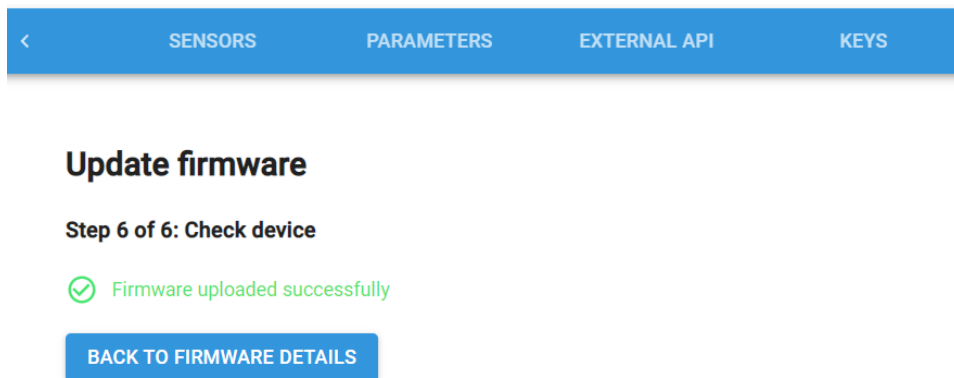 < SENSORS PARAMETERS EXTERNAL API KEYS
Update firmware
Step 6 of 6: Check device
Firmware uploaded successfully
BACK TO FIRMWARE DETAILS